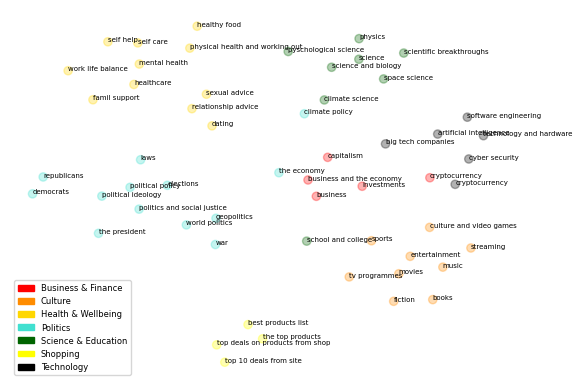 healthy food
self help
self care
physics
physical health and working out
pyschological science
scientific breakthroughs
science
mental health
science and biology
work life balance
space science
healthcare
sexual advice
famil support
climate science
relationship advice
climate policy
software engineering
dating
artificial intelligence
technology and hardware
big tech companies
laws
capitalism
cyber security
the economy
republicans
business and the economy
cryptocurrency
elections
investments
cryptocurrency
political policy
democrats
political ideology
business
politics and social justice
geopolitics
world politics
culture and video games
the president
war
school and colleges
sports
streaming
entertainment
music
tv programmes
movies
fiction
books
best products list
the top products
top deals on products from shop
top 10 deals from site
Business & Finance
Culture
Health & Wellbeing
Politics
Science & Education
Shopping
Technology